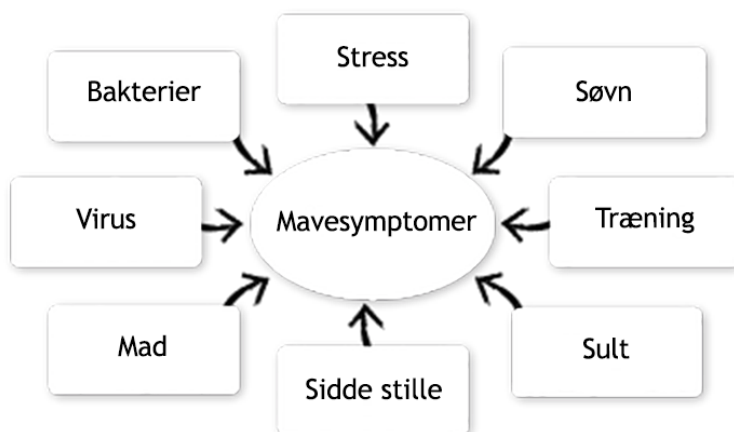 Stress
Bakterier
Søvn
Virus
Mavesymptomer
Træning
Mad
Sult
Sidde stille